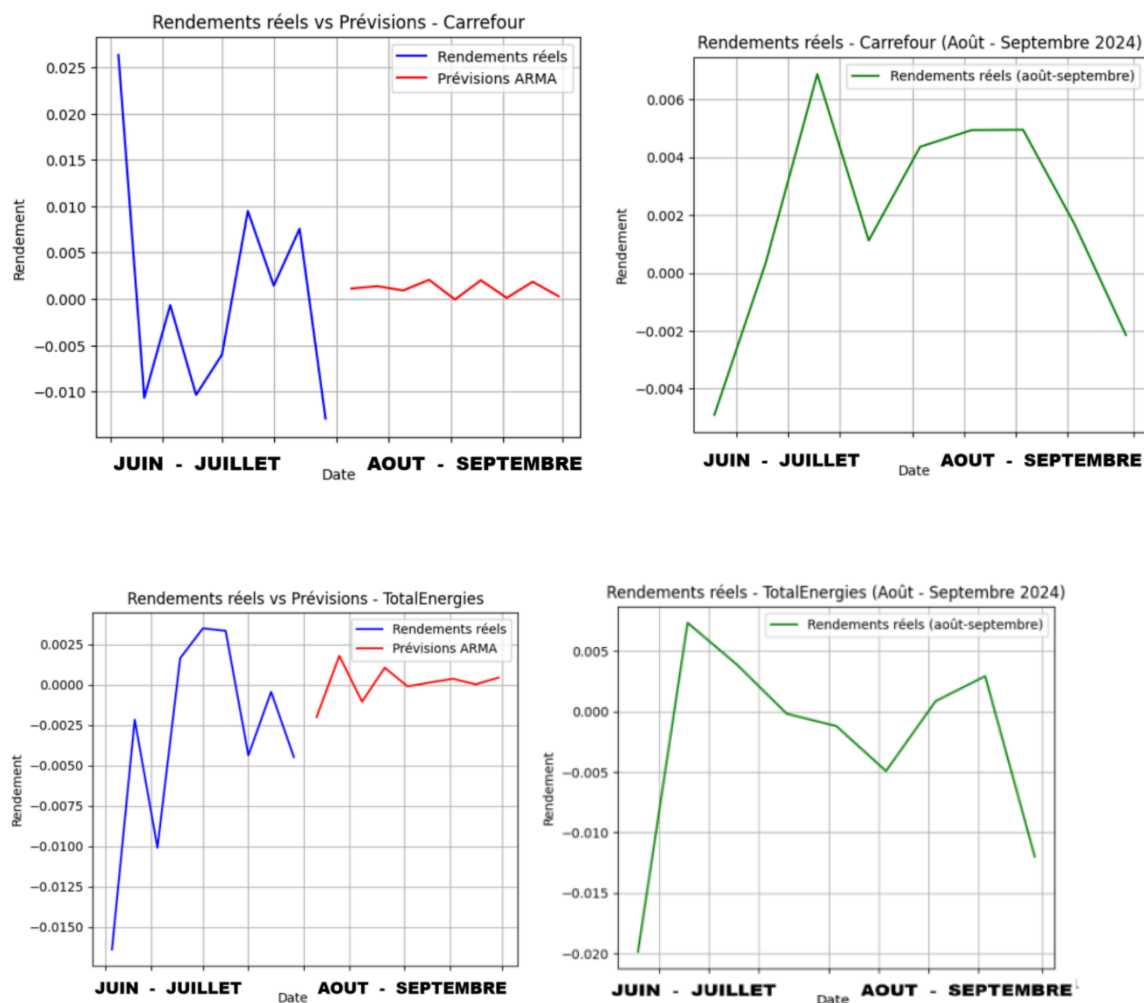 Rendements réels vs Prévisions - Carrefour
Rendements réels
Prévisions ARMA
0.025
0.020
0.015
0.010
0.005
0.000
−0.005
−0.010
Rendement
JUIN - JUILLET
AOUT - SEPTEMBRE
Date
Rendements réels - Carrefour (Août - Septembre 2024)
Rendements réels (août-septembre)
0.006
0.004
0.002
0.000
−0.002
−0.004
Rendement
JUIN - JUILLET
AOUT - SEPTEMBRE
Date
Rendements réels vs Prévisions - TotalEnergies
Rendements réels
Prévisions ARMA
0.0025
0.0000
−0.0025
−0.0050
−0.0075
−0.0100
−0.0125
−0.0150
Rendement
JUIN - JUILLET
AOUT - SEPTEMBRE
Date
Rendements réels - TotalEnergies (Août - Septembre 2024)
Rendements réels (août-septembre)
0.005
0.000
−0.005
−0.010
−0.015
−0.020
Rendement
JUIN - JUILLET
AOUT - SEPTEMBRE
Date